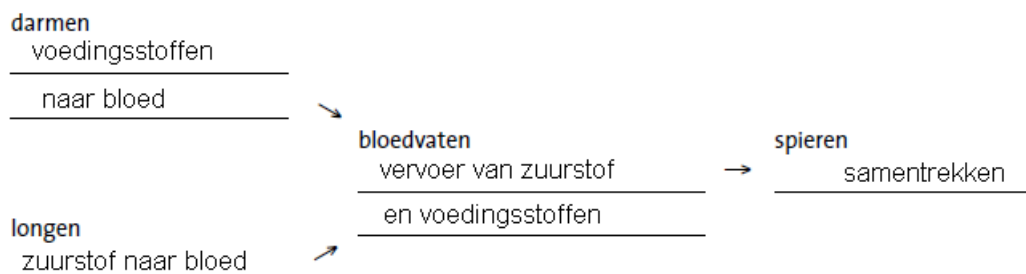 darmen
voedingsstoffen
naar bloed
longen
zuurstof naar bloed
bloedvaten
vervoer van zuurstof
en voedingsstoffen
spieren
samentrekken